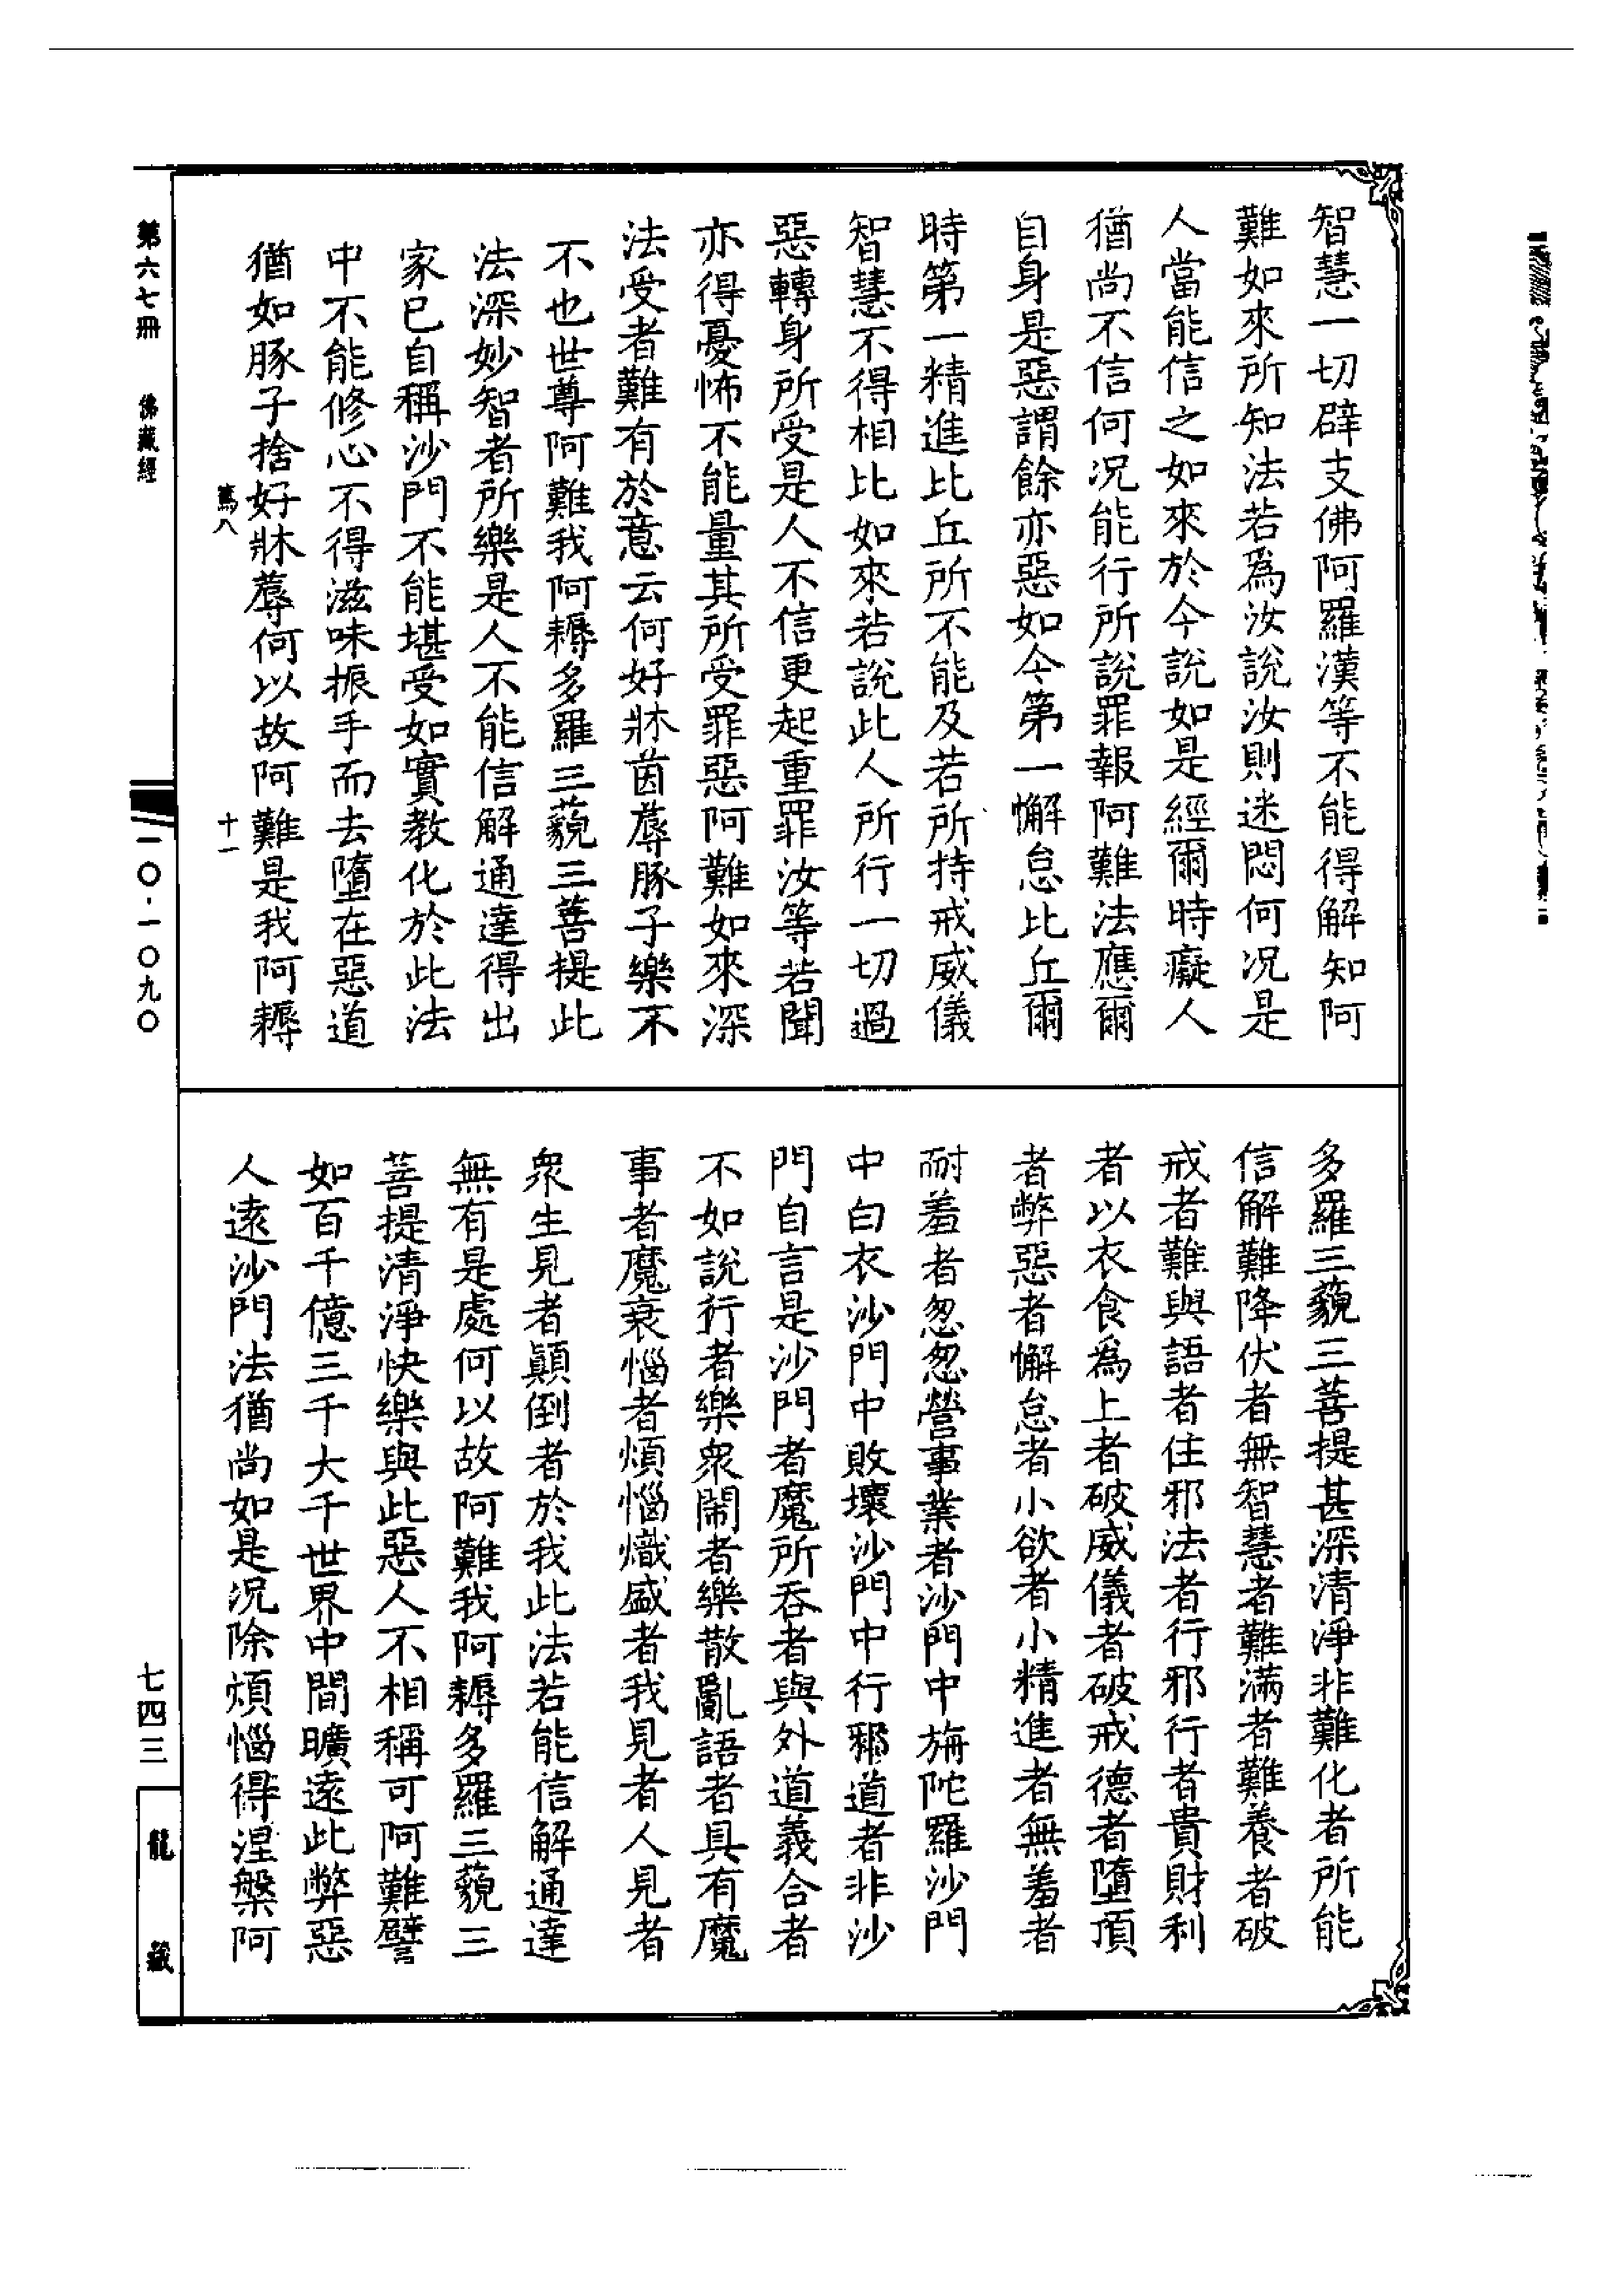 智慧一切辟支佛阿羅漢等不能得解知阿
難如來所知法若爲汝說汝則迷悶何況是
人當能信之如來於今說如是經爾時癡人
猶尚不信何況能行所說罪報阿難法應爾
自身是惡謂餘亦惡如今第一懈怠比丘爾
時第一精進比丘所不能及若所持戒威儀
智慧不得相比如來若說此人所行一切過
惡轉身所受是人不信更起重罪汝等若聞
亦得憂怖不能量其所受罪惡阿難如來深
法受者難有於意云何好牀茵蓐豚子樂不
不也世尊阿難我阿耨多羅三藐三菩提此
法深妙智者所樂是人不能信解通達得出
家已自稱沙門不能堪受如實教化於此法
中不能修心不得滋味振手而去墮在惡道
猶如豚子捨好牀蓐何以故阿難是我阿耨
多羅三藐三菩提甚深清淨非難化者所能
信解難降伏者無智慧者難滿者難養者破
戒者難與語者住邪法者行邪行者貴財利
者以衣食爲上者破威儀者破戒德者墮頂
者弊惡者懈怠者小欲者小精進者無羞者
耐羞者怱怱營事業者沙門中旃陀羅沙門
中白衣沙門中敗壞沙門中行邪道者非沙
門自言是沙門者魔所吞者與外道義合者
不如說行者樂衆閙者樂散亂語者具有魔
事者魔衰惱者煩惱熾盛者我見者人見者
衆生見者顚倒者於我此法若能信解通達
無有是處何以故阿難我阿耨多羅三藐三
菩提清淨快樂與此惡人不相稱可阿難譬
如百千億三千大千世界中間曠遠此弊惡
人遠沙門法猶尚如是況除煩惱得涅槃阿
篤八
十一
第六七冊
佛藏經
一〇·一〇九〇
七四三
龍藏